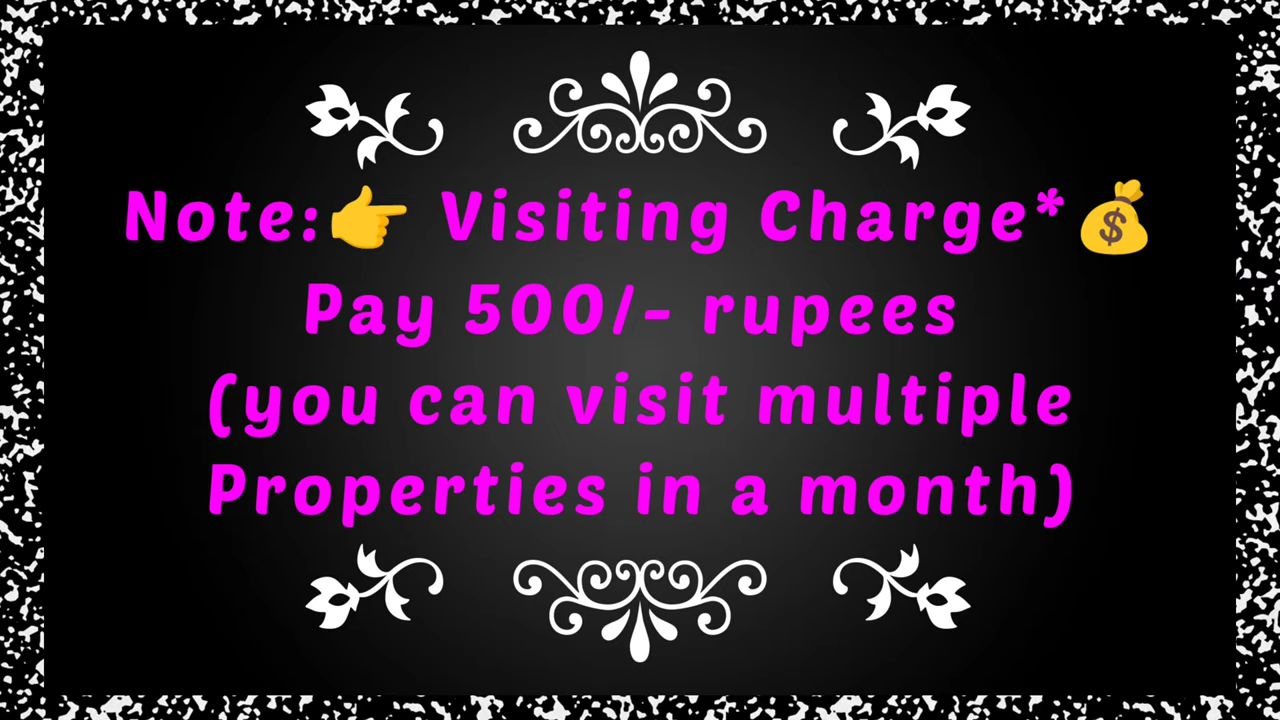 Note:👉 Visiting Charge*💰
Pay 500/- rupees
(you can visit multiple
Properties in a month)